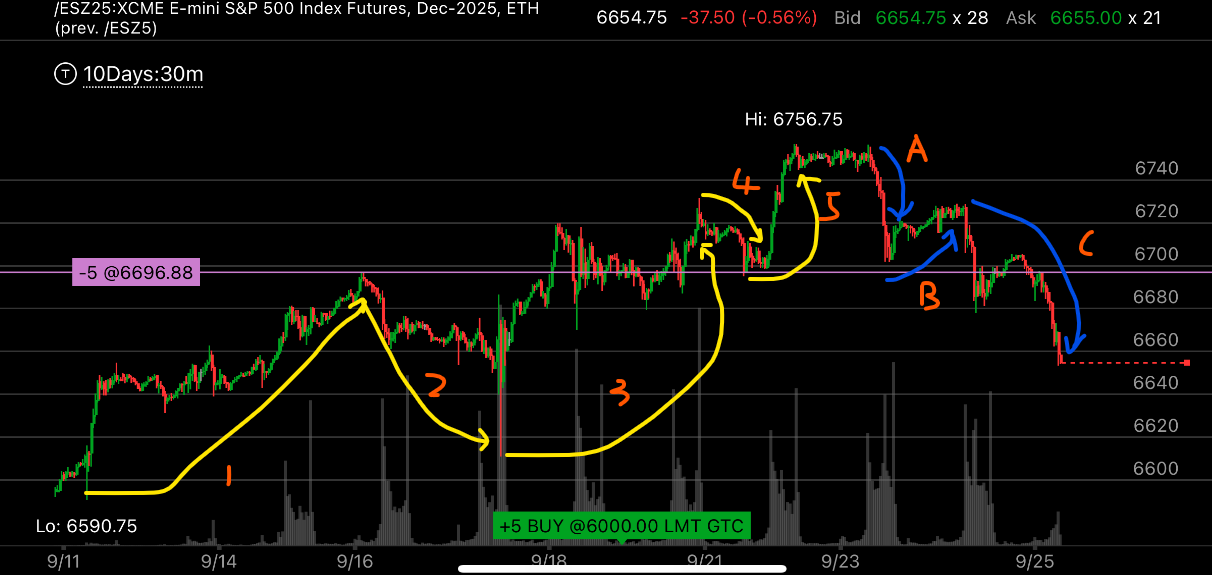 /ESZ25:XCME E-mini S&P 500 Index Futures, Dec-2025, ETH
(prev. /ESZ5)
6654.75 -37.50 (-0.56%) Bid 6654.75 x 28 Ask 6655.00 x 21
T 10Days:30m
Hi: 6756.75
A
6740
4
5
6720
C
6700
-5 @6696.88
B
6680
6660
2
3
6640
6620
1
6600
Lo: 6590.75
+5 BUY @6000.00 LMT GTC
9/11 9/14 9/16 9/18 9/21 9/23 9/25